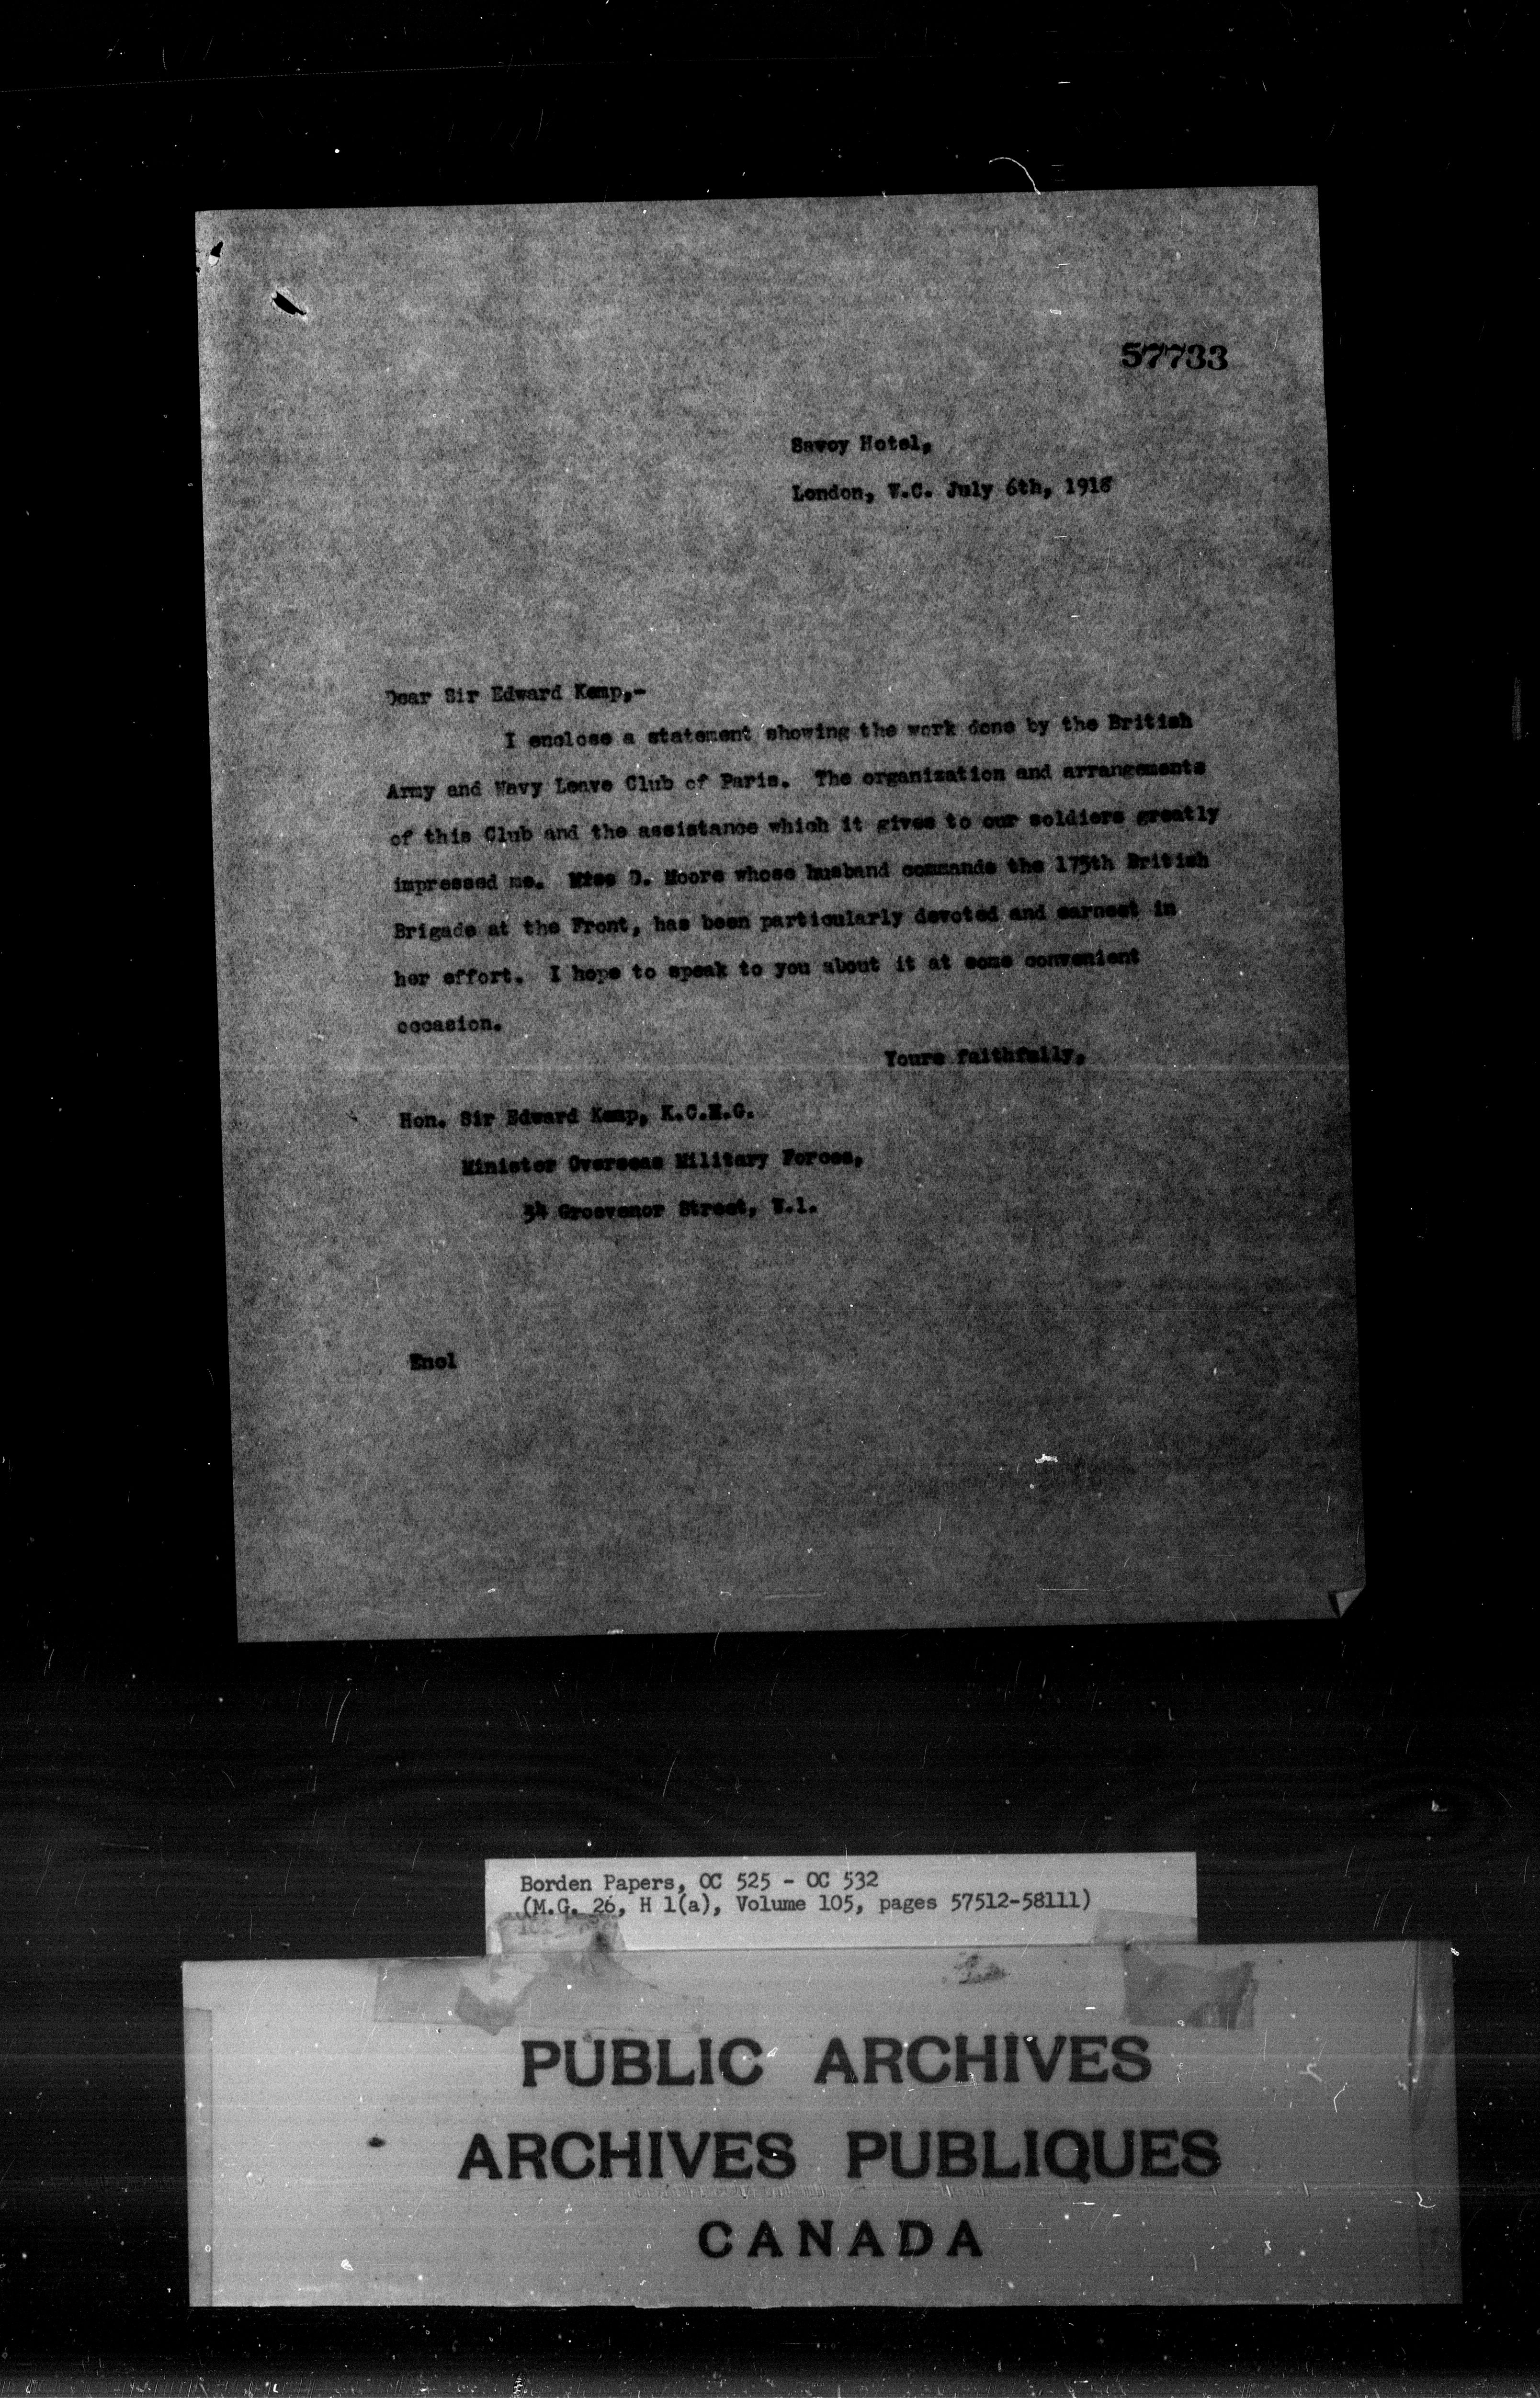 57733
Savoy Hotel,
London, W.C. July 6th, 1918
Dear Sir Edward Kemp,-
I enclose a statement showing the work done by the British
Army and Navy Leave Club of Paris. The organization and arrangements
of this Club and the assistance which it gives to our soldiers greatly
impressed me. Miss D. Moore whose husband commands the 175th British
Brigade at the Front, has been particularly devoted and earnest in
her effort. I hope to speak to you about it at some convenient
occasion.
Yours faithfully,
Hon. Sir Edward Kemp, K.C.M.G.
Minister Overseas Military Forces,
34 Grosvenor Street, W.1.
Encl
Borden Papers, OC 525 - OC 532
(M.G. 26, H 1(a), Volume 105, pages 57512-58111)
PUBLIC ARCHIVES
ARCHIVES PUBLIQUES
CANADA